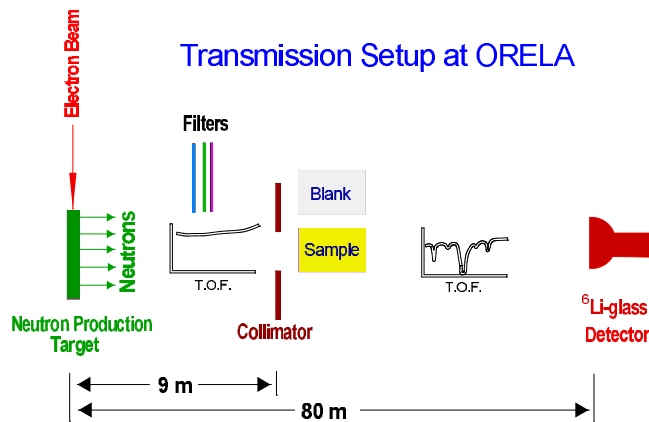 Transmission Setup at ORELA
Electron Beam
Filters
Neutrons
Blank
Sample
T.O.F.
T.O.F.
Neutron Production
Target
Collimator
⁶Li-glass
Detector
9 m
80 m